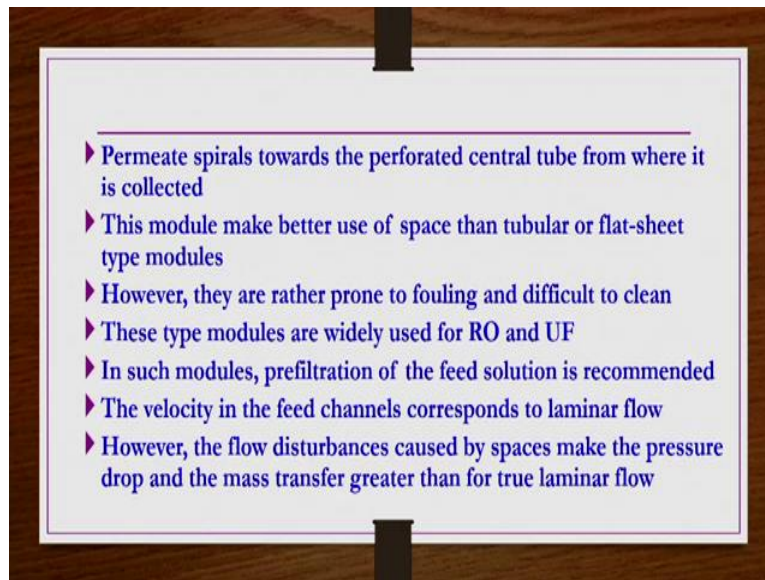 Permeate spirals towards the perforated central tube from where it
is collected
This module make better use of space than tubular or flat-sheet
type modules
However, they are rather prone to fouling and difficult to clean
These type modules are widely used for RO and UF
In such modules, prefiltration of the feed solution is recommended
The velocity in the feed channels corresponds to laminar flow
However, the flow disturbances caused by spaces make the pressure
drop and the mass transfer greater than for true laminar flow